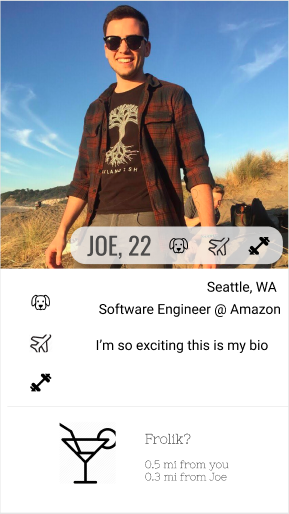 JOE, 22
Seattle, WA
Software Engineer @ Amazon
I'm so exciting this is my bio
Frolik?
0.5 mi from you
0.3 mi from Joe